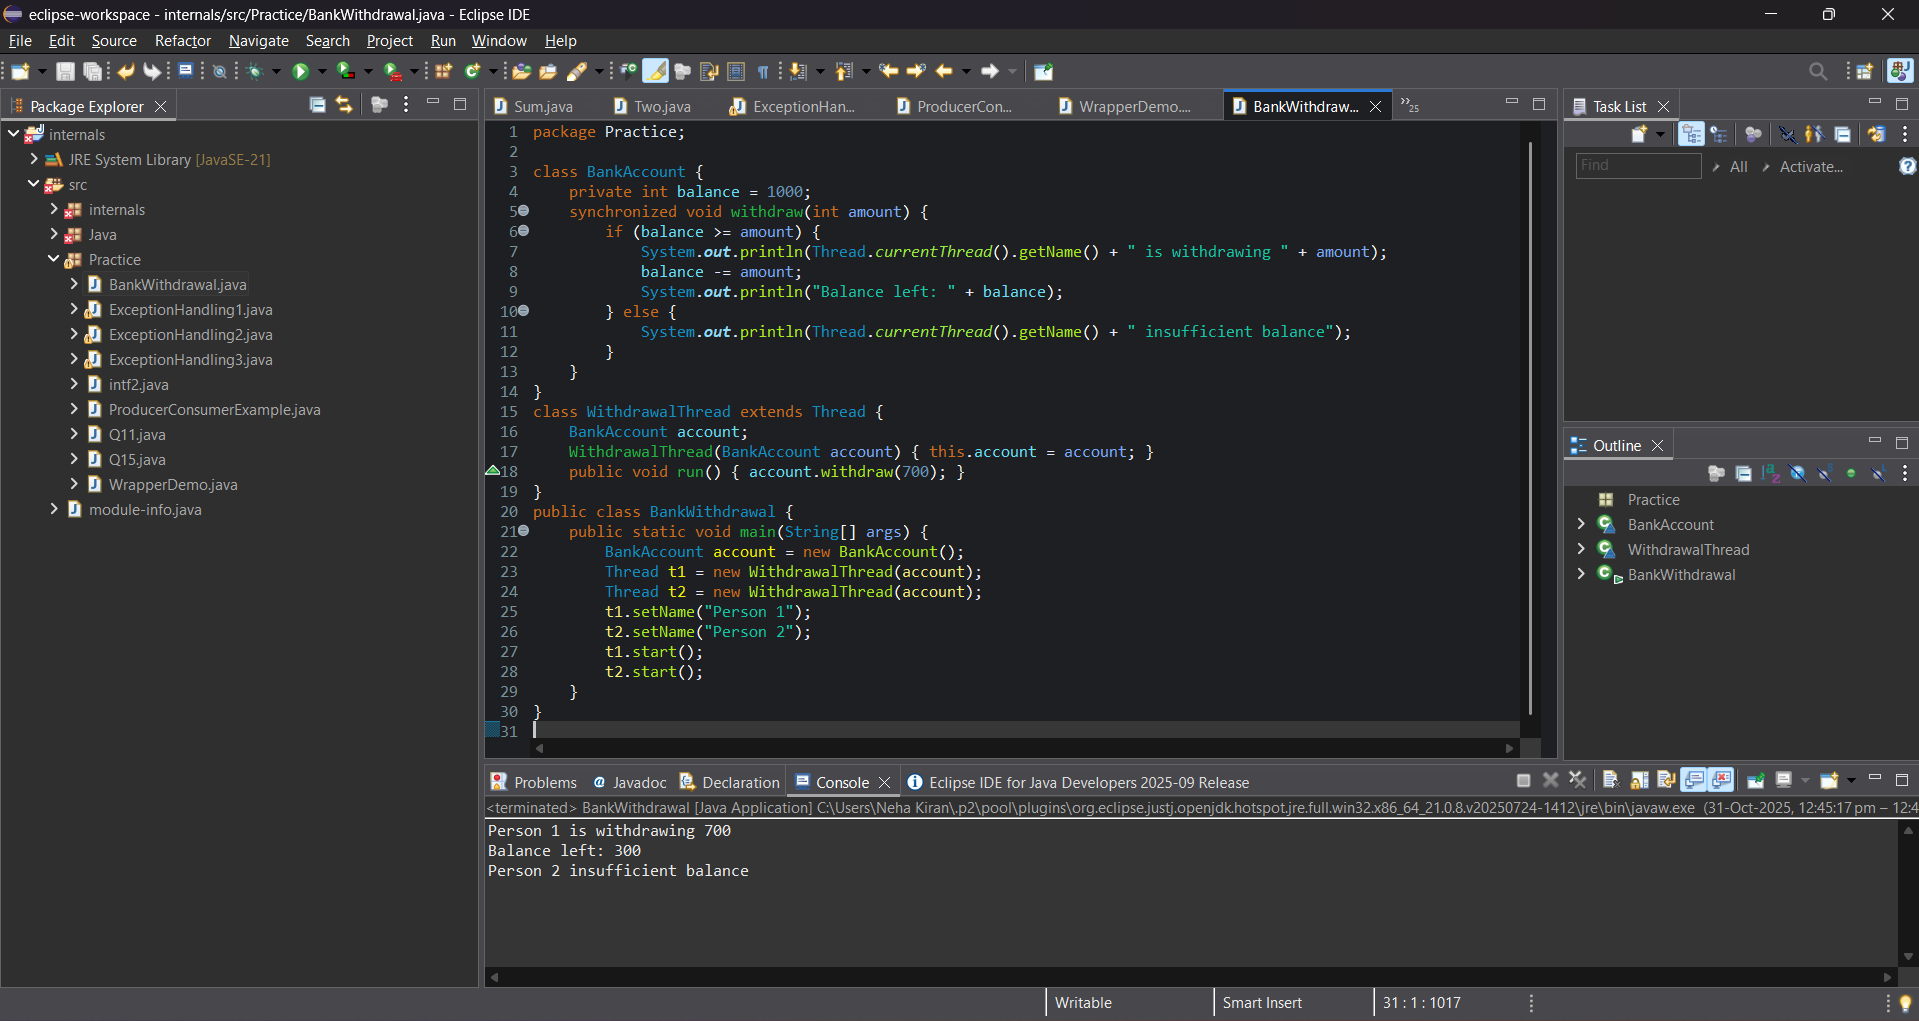 eclipse-workspace - internals/src/Practice/BankWithdrawal.java - Eclipse IDE
File Edit Source Refactor Navigate Search Project Run Window Help
Package Explorer
internals
JRE System Library [JavaSE-21]
src
internals
Java
Practice
BankWithdrawal.java
ExceptionHandling1.java
ExceptionHandling2.java
ExceptionHandling3.java
intf2.java
ProducerConsumerExample.java
Q11.java
Q15.java
WrapperDemo.java
module-info.java
Sum.java Two.java ExceptionHan... ProducerCon... WrapperDemo.... BankWithdraw... »25
1 package Practice;
2
3 class BankAccount {
4 private int balance = 1000;
5 synchronized void withdraw(int amount) {
6 if (balance >= amount) {
7 System.out.println(Thread.currentThread().getName() + " is withdrawing " + amount);
8 balance -= amount;
9 System.out.println("Balance left: " + balance);
10 } else {
11 System.out.println(Thread.currentThread().getName() + " insufficient balance");
12 }
13 }
14 }
15 class WithdrawalThread extends Thread {
16 BankAccount account;
17 WithdrawalThread(BankAccount account) { this.account = account; }
18 public void run() { account.withdraw(700); }
19 }
20 public class BankWithdrawal {
21 public static void main(String[] args) {
22 BankAccount account = new BankAccount();
23 Thread t1 = new WithdrawalThread(account);
24 Thread t2 = new WithdrawalThread(account);
25 t1.setName("Person 1");
26 t2.setName("Person 2");
27 t1.start();
28 t2.start();
29 }
30 }
31
Task List
Find All Activate...
Outline
Practice
BankAccount
WithdrawalThread
BankWithdrawal
Problems @ Javadoc Declaration Console Eclipse IDE for Java Developers 2025-09 Release
<terminated> BankWithdrawal [Java Application] C:\Users\Neha Kiran\.p2\pool\plugins\org.eclipse.justj.openjdk.hotspot.jre.full.win32.x86_64_21.0.8.v20250724-1412\jre\bin\javaw.exe (31-Oct-2025, 12:45:17 pm – 12:4
Person 1 is withdrawing 700
Balance left: 300
Person 2 insufficient balance
Writable Smart Insert 31 : 1 : 1017